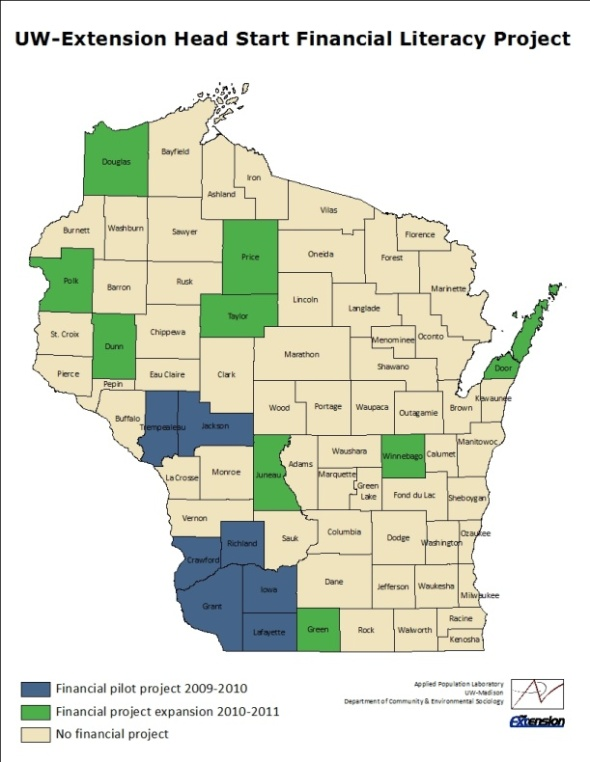 UW-Extension Head Start Financial Literacy Project
Bayfield
Douglas
Iron
Ashland
Vilas
Burnett
Washburn
Sawyer
Florence
Price
Oneida
Forest
Polk
Barron
Rusk
Marinette
Lincoln
Langlade
Taylor
St. Croix
Dunn
Chippewa
Menominee
Oconto
Marathon
Shawano
Door
Pierce
Pepin
Eau Claire
Clark
Kewaunee
Buffalo
Trempealeau
Jackson
Wood
Portage
Waupaca
Outagamie
Brown
Manitowoc
Juneau
Adams
Waushara
Winnebago
Calumet
La Crosse
Monroe
Marquette
Green
Lake
Fond du Lac
Sheboygan
Vernon
Richland
Sauk
Columbia
Dodge
Washington
Ozaukee
Crawford
Grant
Iowa
Dane
Jefferson
Waukesha
Milwaukee
Lafayette
Green
Rock
Walworth
Racine
Kenosha
Financial pilot project 2009-2010
Financial project expansion 2010-2011
No financial project
Applied Population Laboratory
UW-Madison
Department of Community & Environmental Sociology
Extension